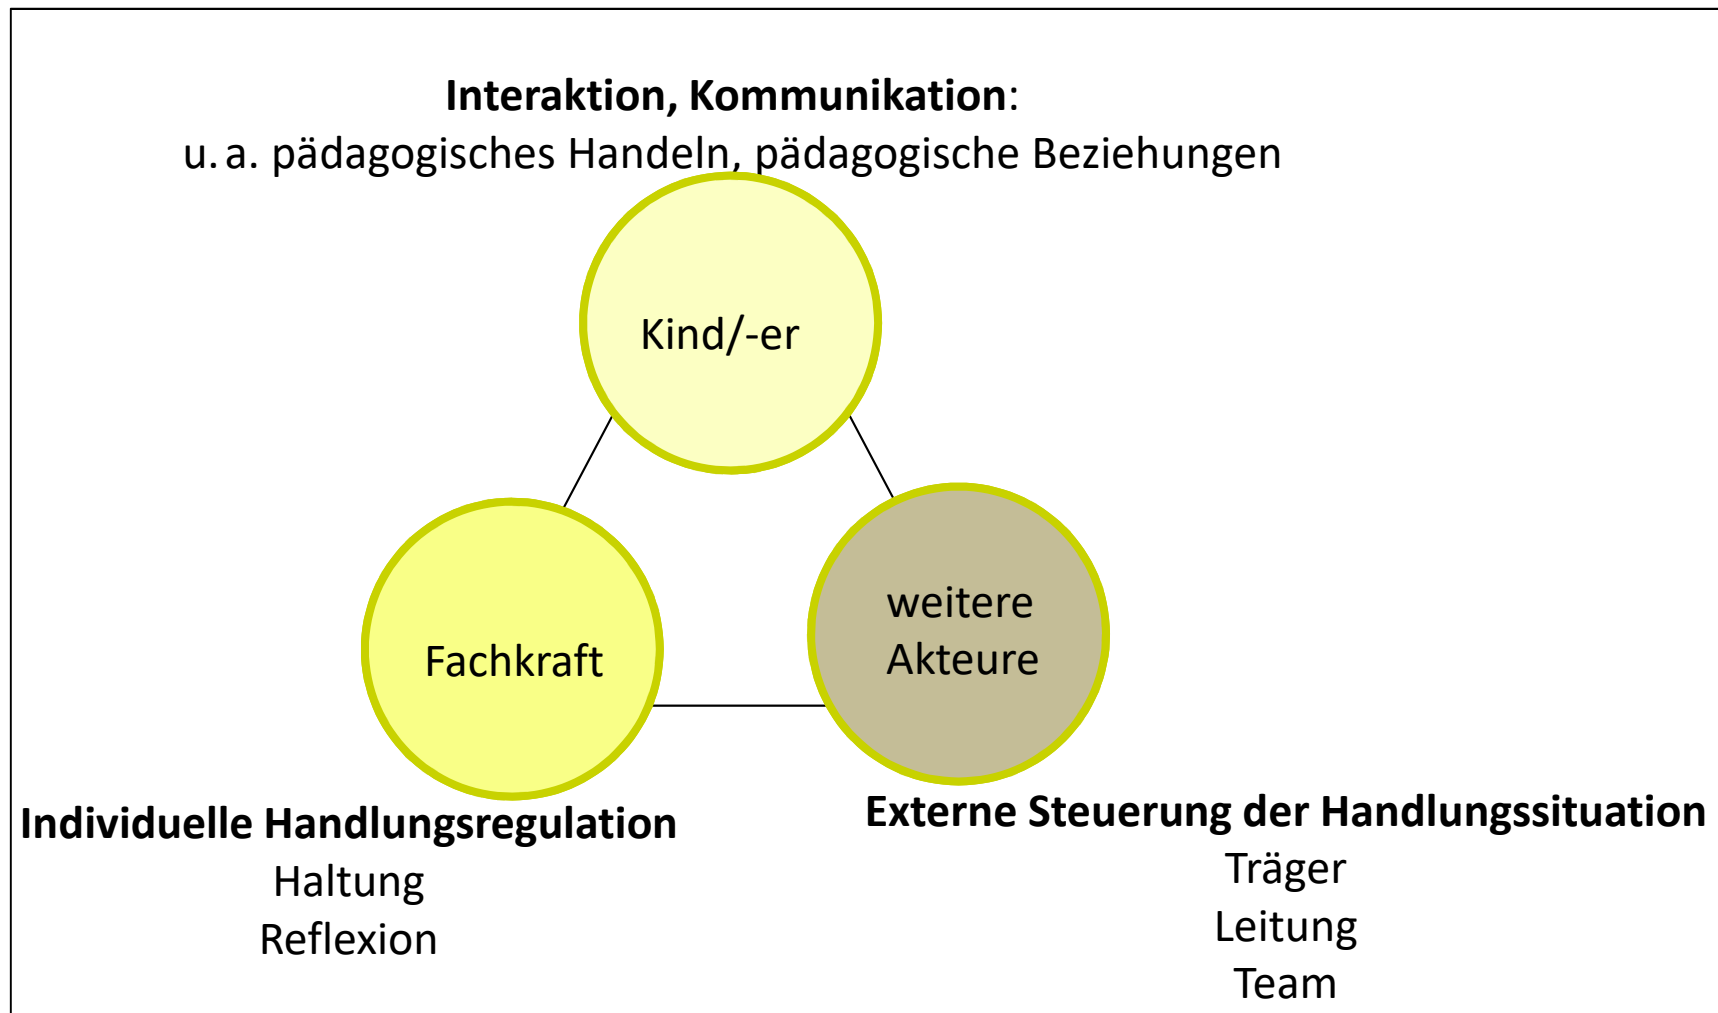 Interaktion, Kommunikation:
u. a. pädagogisches Handeln, pädagogische Beziehungen
Kind/-er
Fachkraft
weitere
Akteure
Individuelle Handlungsregulation
Haltung
Reflexion
Externe Steuerung der Handlungssituation
Träger
Leitung
Team